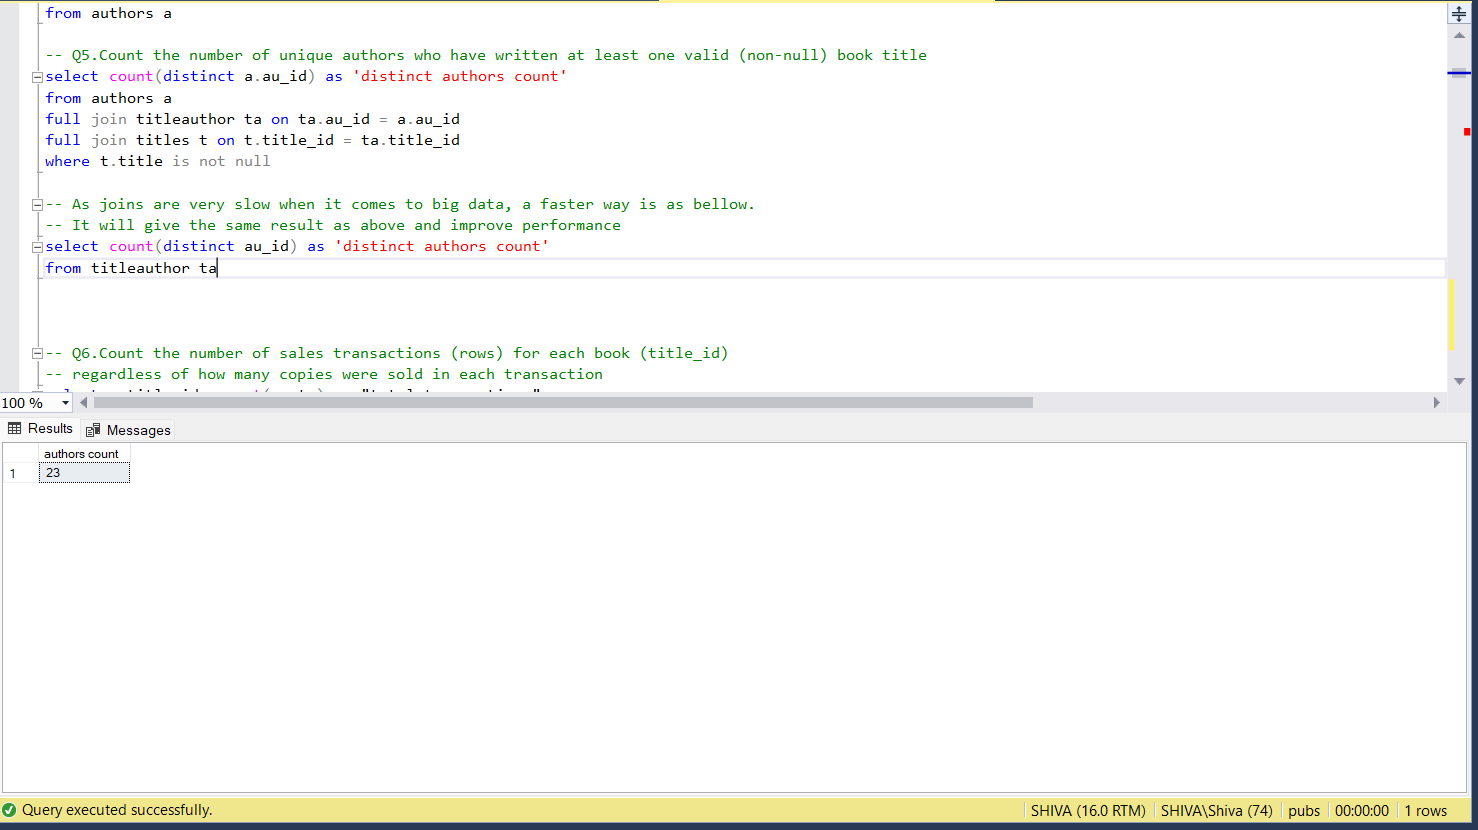 from authors a
-- Q5.Count the number of unique authors who have written at least one valid (non-null) book title
select count(distinct a.au_id) as 'distinct authors count'
from authors a
full join titleauthor ta on ta.au_id = a.au_id
full join titles t on t.title_id = ta.title_id
where t.title is not null
-- As joins are very slow when it comes to big data, a faster way is as bellow.
-- It will give the same result as above and improve performance
select count(distinct au_id) as 'distinct authors count'
from titleauthor ta
-- Q6.Count the number of sales transactions (rows) for each book (title_id)
-- regardless of how many copies were sold in each transaction
100 %
Results Messages
authors count
1 23
Query executed successfully. SHIVA (16.0 RTM) SHIVA\Shiva (74) pubs 00:00:00 1 rows